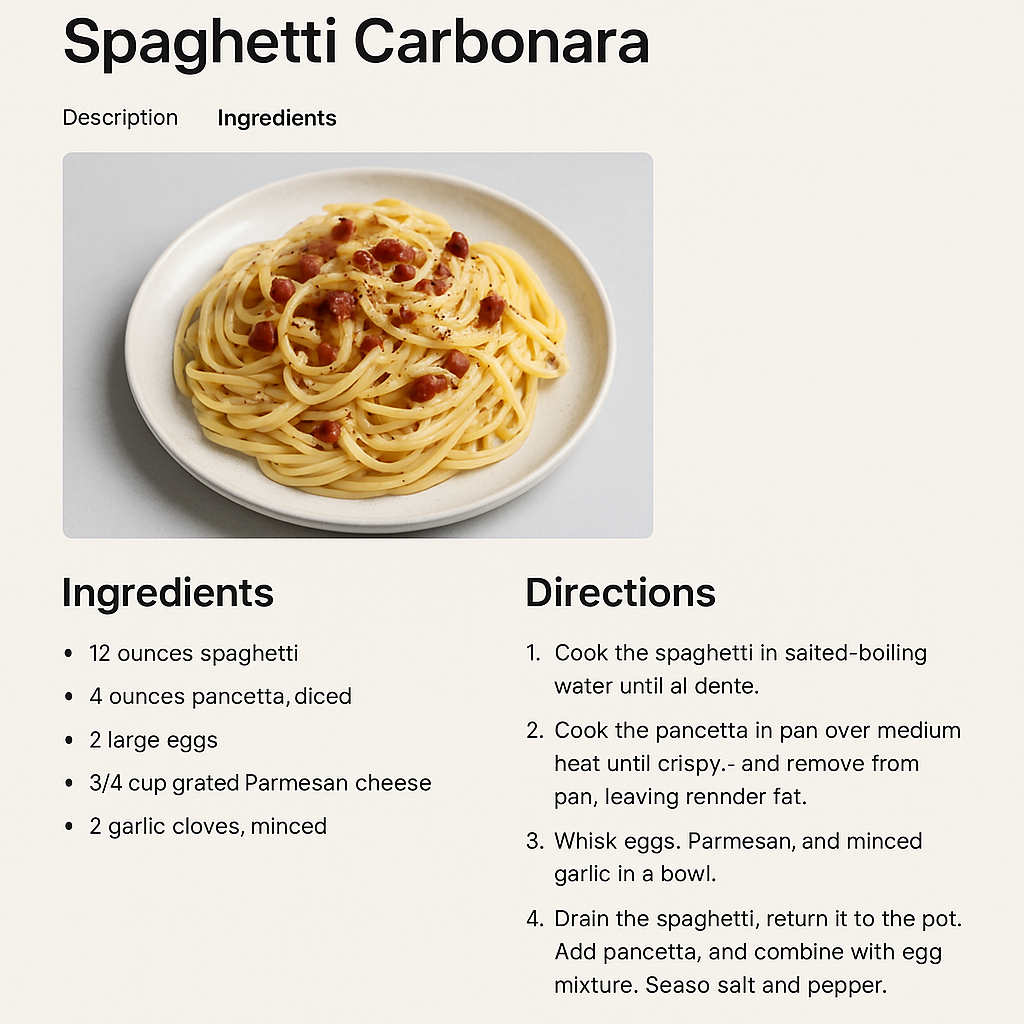 Spaghetti Carbonara
Description
Ingredients
Ingredients
• 12 ounces spaghetti
• 4 ounces pancetta, diced
• 2 large eggs
• 3/4 cup grated Parmesan cheese
• 2 garlic cloves, minced
Directions
1. Cook the spaghetti in saited-boiling
water until al dente.
2. Cook the pancetta in pan over medium
heat until crispy.- and remove from
pan, leaving rennder fat.
3. Whisk eggs. Parmesan, and minced
garlic in a bowl.
4. Drain the spaghetti, return it to the pot.
Add pancetta, and combine with egg
mixture. Seaso salt and pepper.